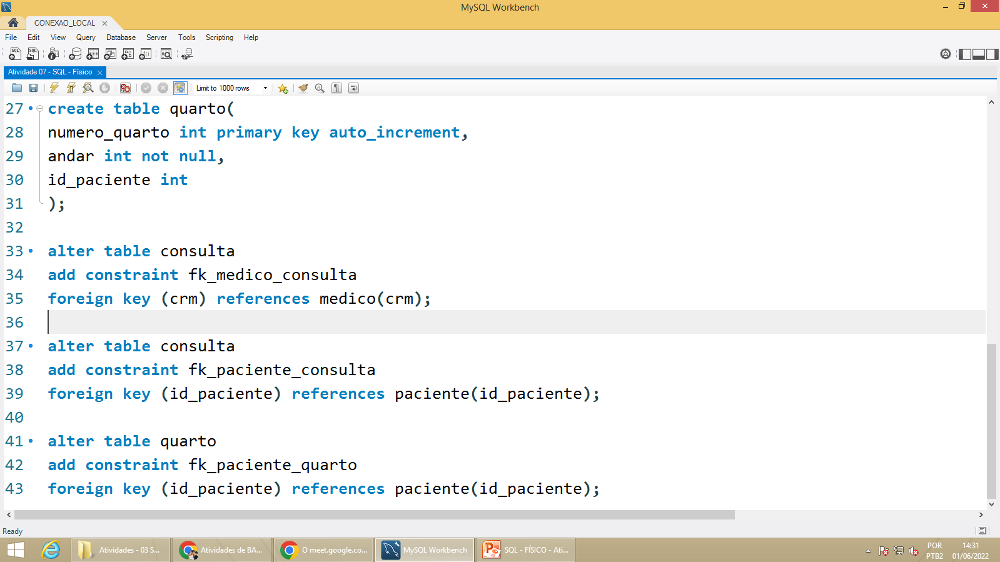 MySQL Workbench
CONEXAO_LOCAL
File Edit View Query Database Server Tools Scripting Help
Atividade 07 - SQL - Físico
Limit to 1000 rows
27 create table quarto(
28 numero_quarto int primary key auto_increment,
29 andar int not null,
30 id_paciente int
31 );
32
33 alter table consulta
34 add constraint fk_medico_consulta
35 foreign key (crm) references medico(crm);
36
37 alter table consulta
38 add constraint fk_paciente_consulta
39 foreign key (id_paciente) references paciente(id_paciente);
40
41 alter table quarto
42 add constraint fk_paciente_quarto
43 foreign key (id_paciente) references paciente(id_paciente);
Ready
Atividades - 03 S... Atividades de BA... O meet.google.co... MySQL Workbench SQL - FÍSICO - Ati... POR 14:31
PTB2 01/06/2022